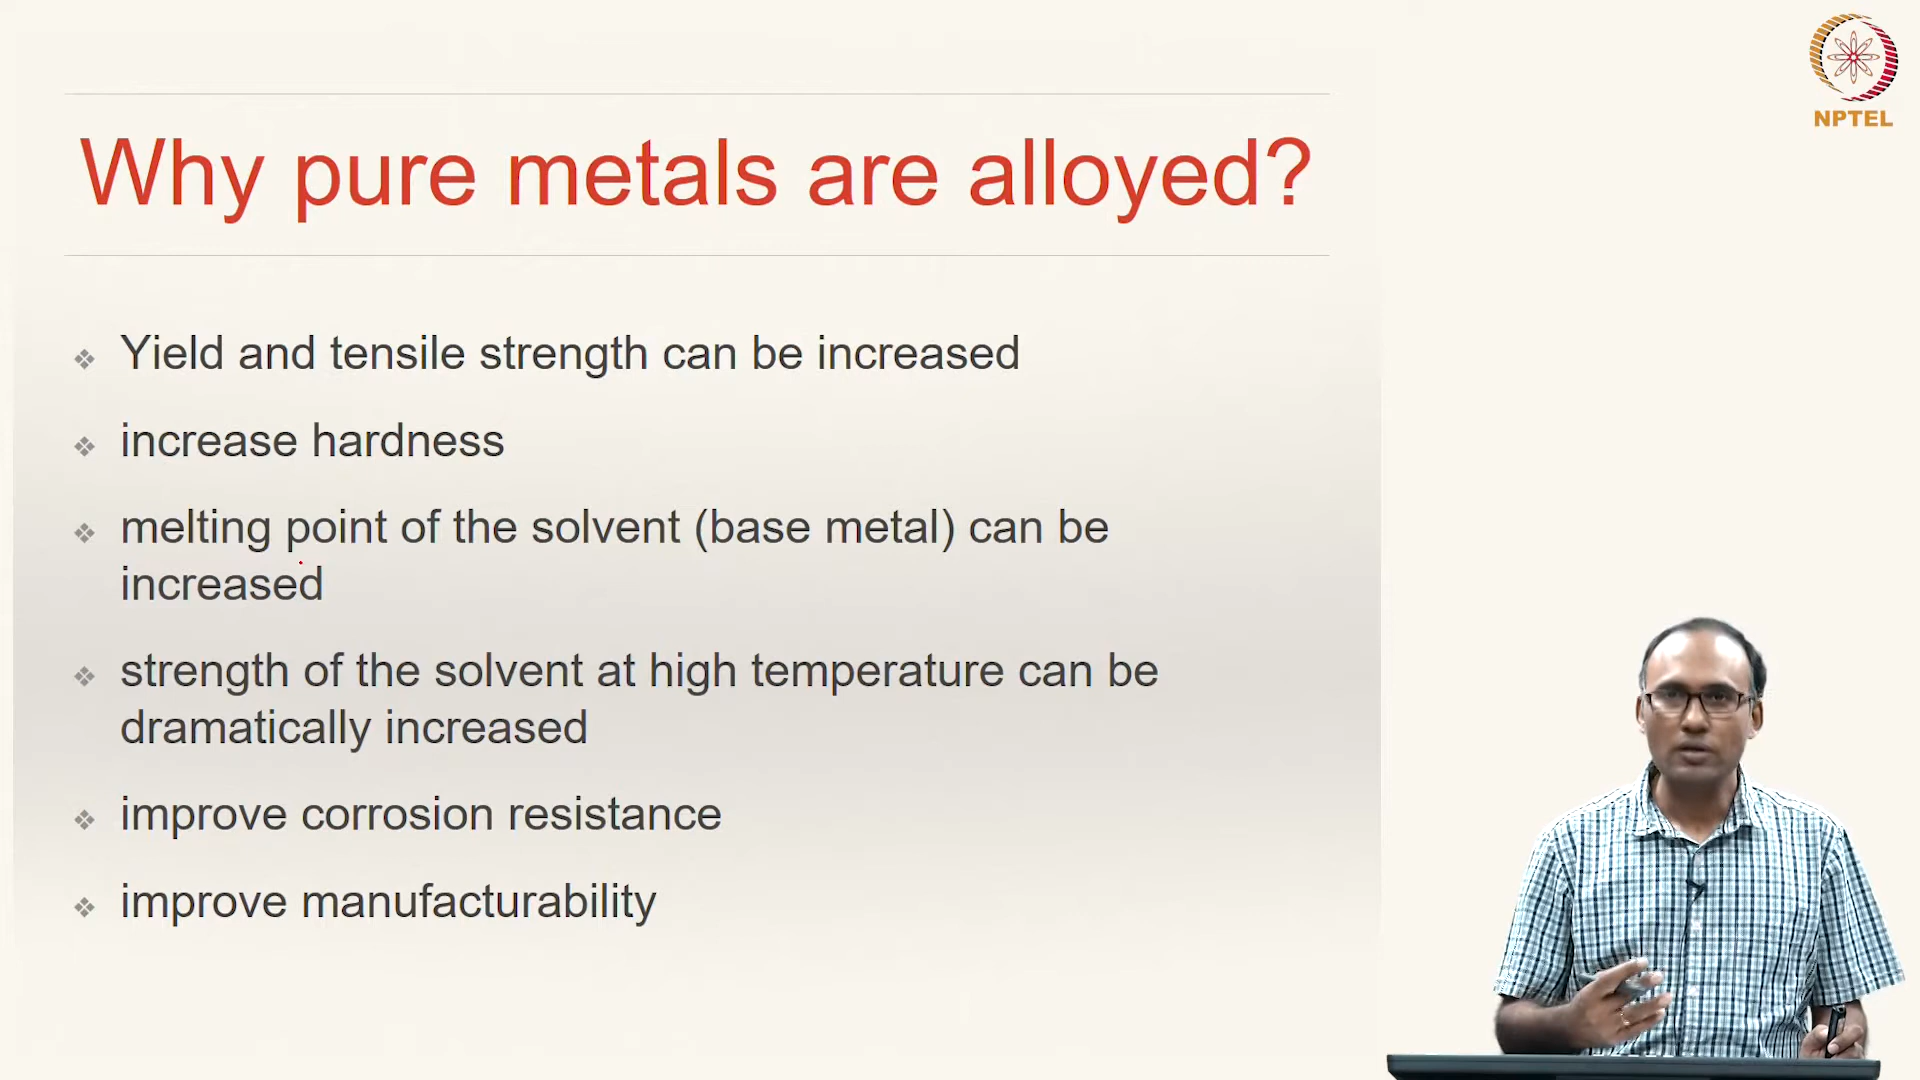 NPTEL
Why pure metals are alloyed?
Yield and tensile strength can be increased
increase hardness
melting point of the solvent (base metal) can be
increased
strength of the solvent at high temperature can be
dramatically increased
improve corrosion resistance
improve manufacturability